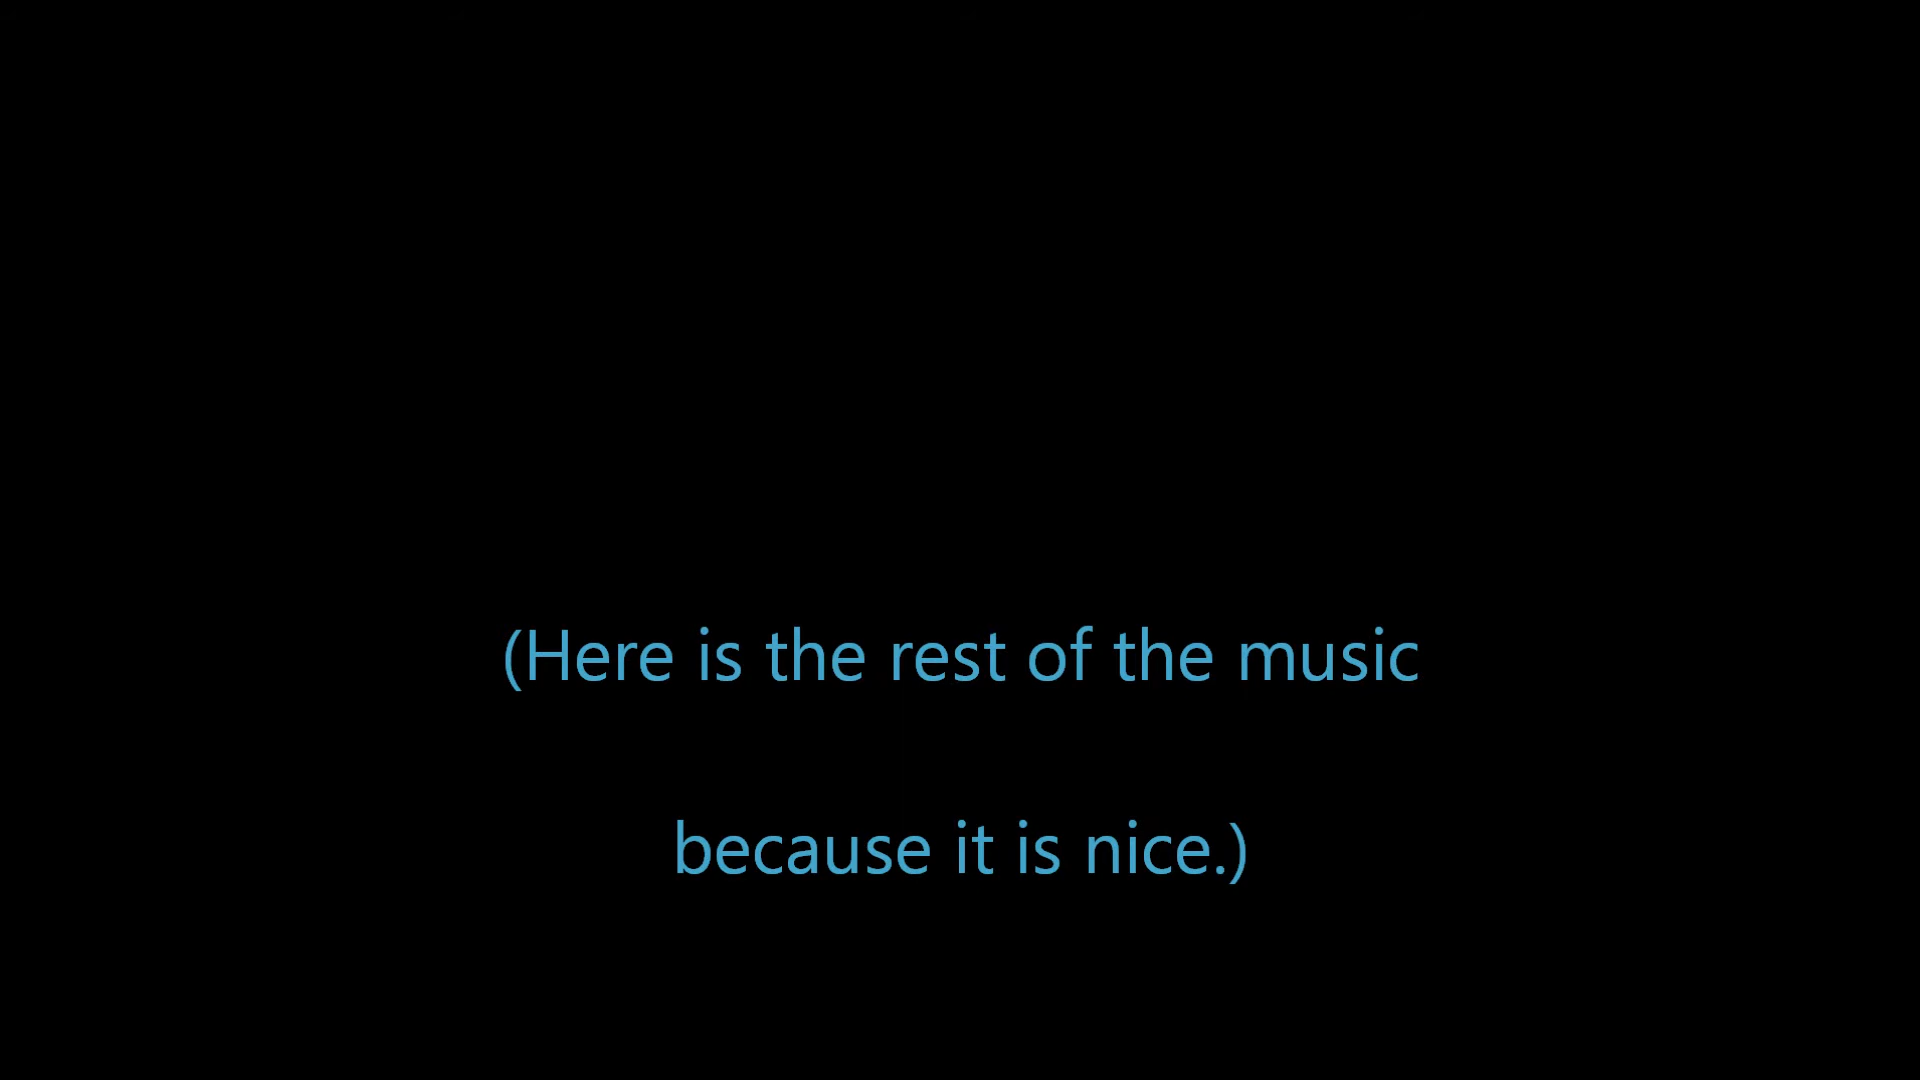 (Here is the rest of the music
because it is nice.)